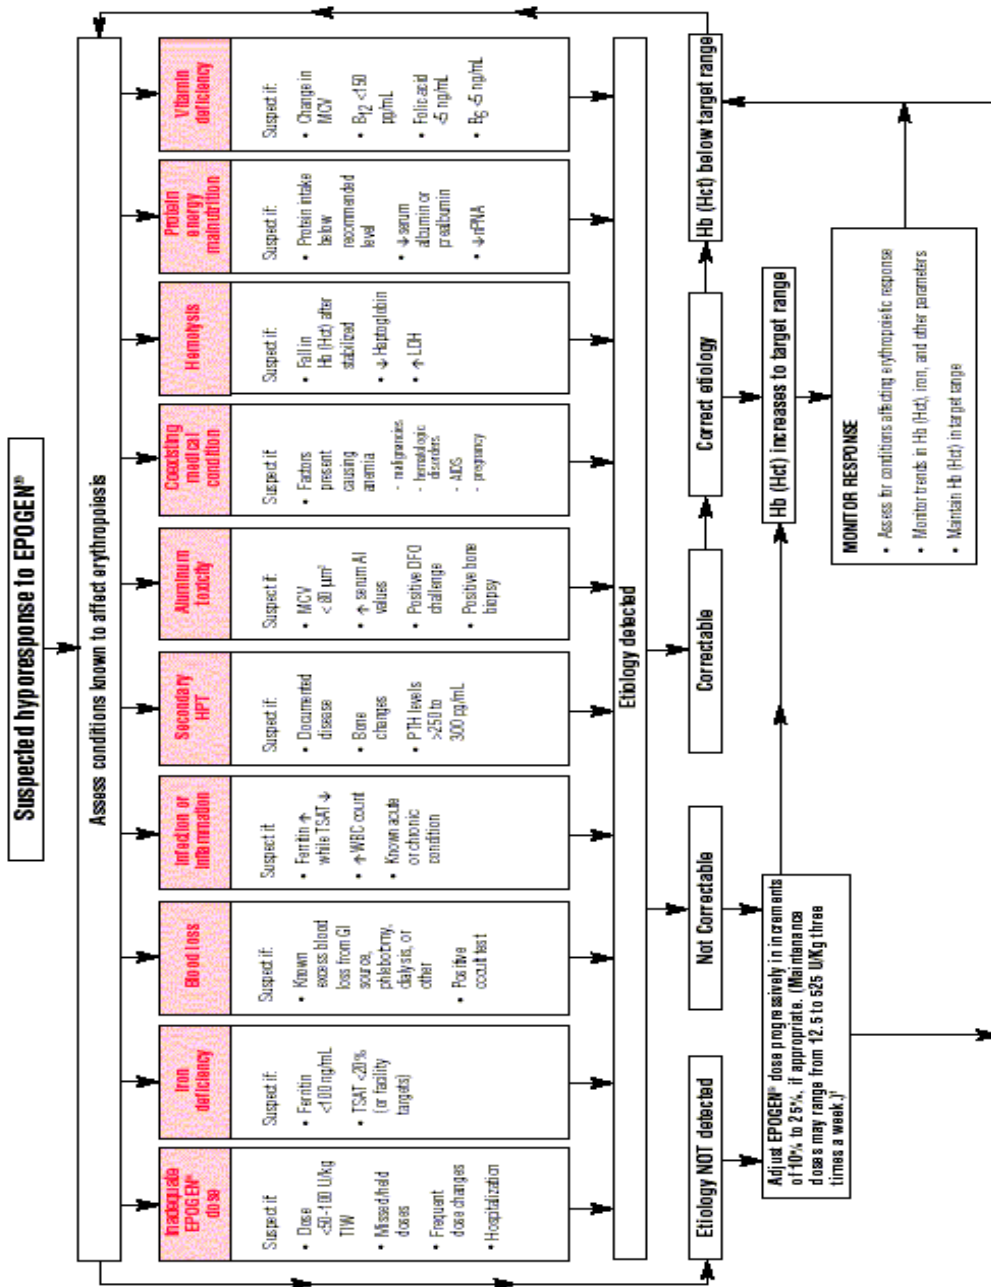 Suspected hyporesponse to EPOGEN®
Assess conditions known to affect erythropoiesis
Inadequate
EPOGEN®
dose
Suspect if:
• Dose
<50-100 U/kg
TIW
• Missed/held
doses
• Frequent
dose changes
• Hospitalization
Iron
deficiency
Suspect if:
• Ferritin
<100 ng/mL
• TSAT <20%
(or facility
targets)
Blood loss
Suspect if:
• Known
excess blood
loss from GI
source,
phlebotomy,
dialysis, or
other
• Positive
occult test
Infection or
Inflammation
Suspect if
• Ferritin ↑
while TSAT ↓
• ↑ WBC count
• Known acute
or chronic
condition
Secondary
HPT
Suspect if:
• Documented
disease
• Bone
changes
• PTH levels
>250 to
300 pg/mL
Aluminum
toxicity
Suspect if:
• MCV
< 80 µm³
• ↑ serum Al
values
• Positive DFO
challenge
• Positive bone
biopsy
Coexisting
medical
condition
Suspect if
• Factors
present
causing
anemia
- malignancies
- hematologic
disorders
- AIDS
- pregnancy
Hemolysis
Suspect if:
• Fall in
Hb (Hct) after
stabilized
• ↓ Haptoglobin
• ↑ LDH
Protein
energy
malnutrition
Suspect if:
• Protein intake
below
recommended
level
• ↓ serum
albumin or
prealbumin
• ↓ nPNA
Vitamin
deficiency
Suspect if:
• Change in
MCV
• B12 <150
pg/mL
• Folic acid
<5 ng/mL
• B6 <5 ng/mL
Etiology detected
Etiology NOT detected
Not Correctable
Correctable
Correct etiology
Hb (Hct) below target range
Adjust EPOGEN® dose progressively in increments
of 10% to 25%, if appropriate. (Maintenance
doses may range from 12.5 to 525 U/Kg three
times a week.)¹
Hb (Hct) increases to target range
MONITOR RESPONSE
• Assess for conditions affecting erythropoietic response
• Monitor trends in Hb (Hct), iron, and other parameters
• Maintain Hb (Hct) in target range